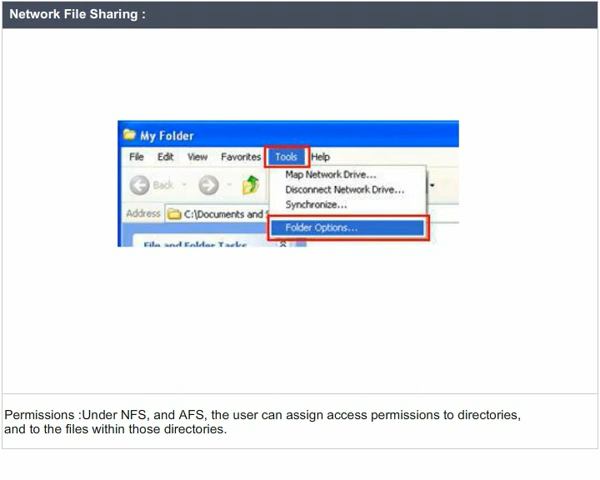 Network File Sharing :
My Folder
File Edit View Favorites Tools Help
Map Network Drive...
Back
Disconnect Network Drive...
Synchronize...
Address C:\Documents and
Folder Options...
File and Folder Tasks
Permissions :Under NFS, and AFS, the user can assign access permissions to directories,
and to the files within those directories.